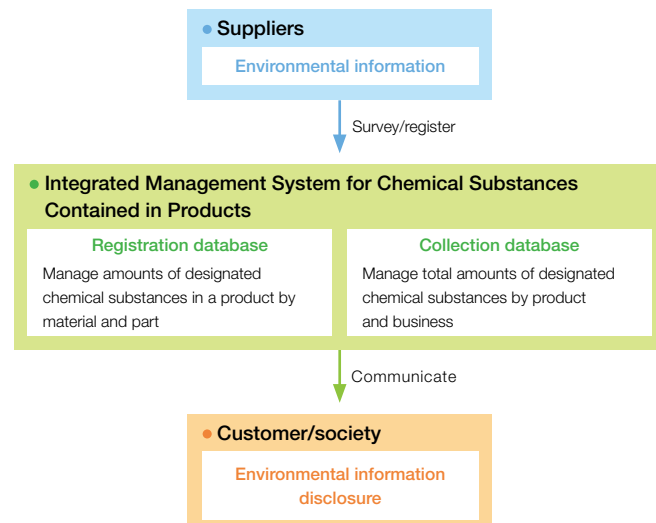 • Suppliers
Environmental information
Survey/register
• Integrated Management System for Chemical Substances
Contained in Products
Registration database
Manage amounts of designated
chemical substances in a product by
material and part
Collection database
Manage total amounts of designated
chemical substances by product
and business
Communicate
• Customer/society
Environmental information
disclosure